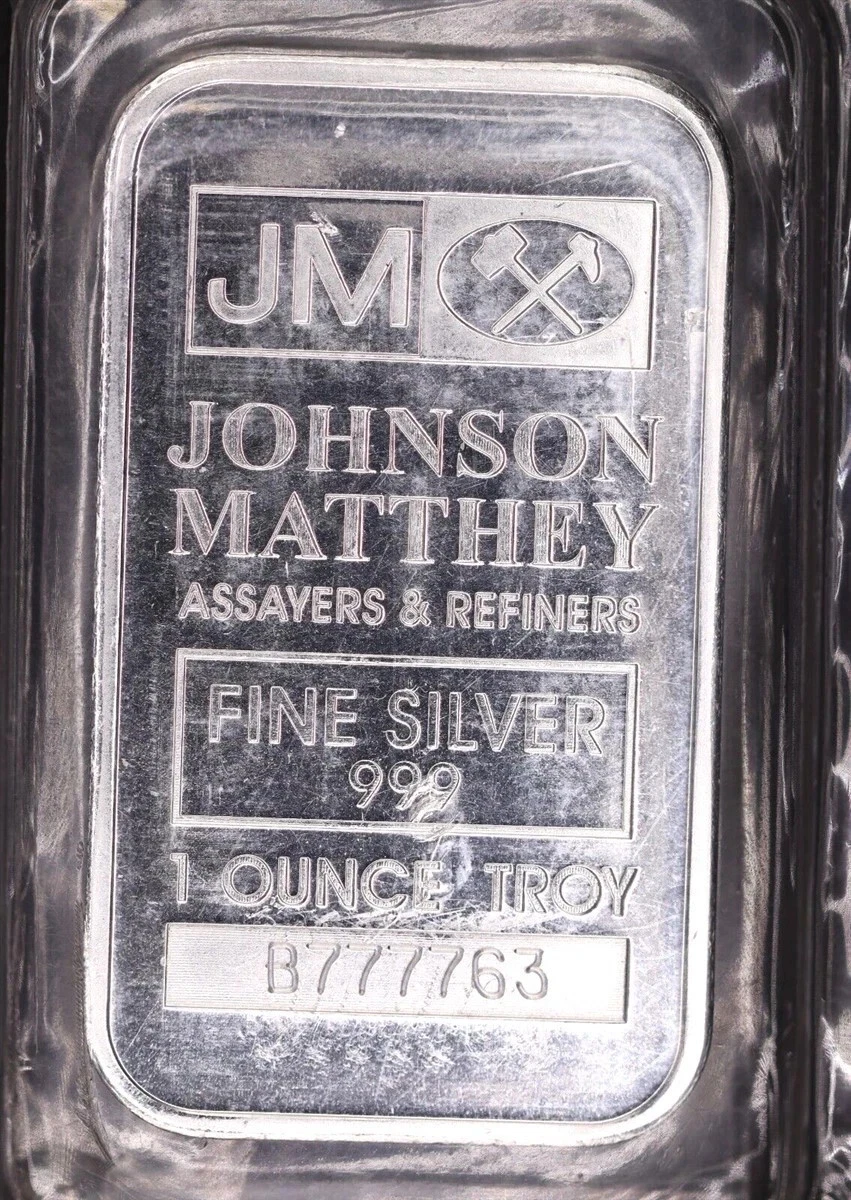 JM
JOHNSON
MATTHEY
ASSAYERS & REFINERS
FINE SILVER
999
1 OUNCE TROY
B777763